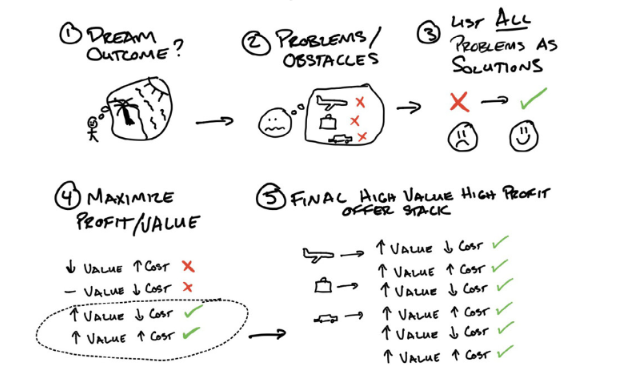 ① DREAM
OUTCOME?
② PROBLEMS/
OBSTACLES
③ LIST ALL
PROBLEMS AS
SOLUTIONS
④ MAXIMIZE
PROFIT/VALUE
↓ VALUE ↑ COST ✗
– VALUE ↓ COST ✗
↑ VALUE ↓ COST ✓
↑ VALUE ↑ COST ✓
⑤ FINAL HIGH VALUE HIGH PROFIT
OFFER STACK
↑ VALUE ↓ COST ✓
↑ VALUE ↑ COST ✓
↑ VALUE ↓ COST ✓
↑ VALUE ↑ COST ✓
↑ VALUE ↓ COST ✓
↑ VALUE ↑ COST ✓